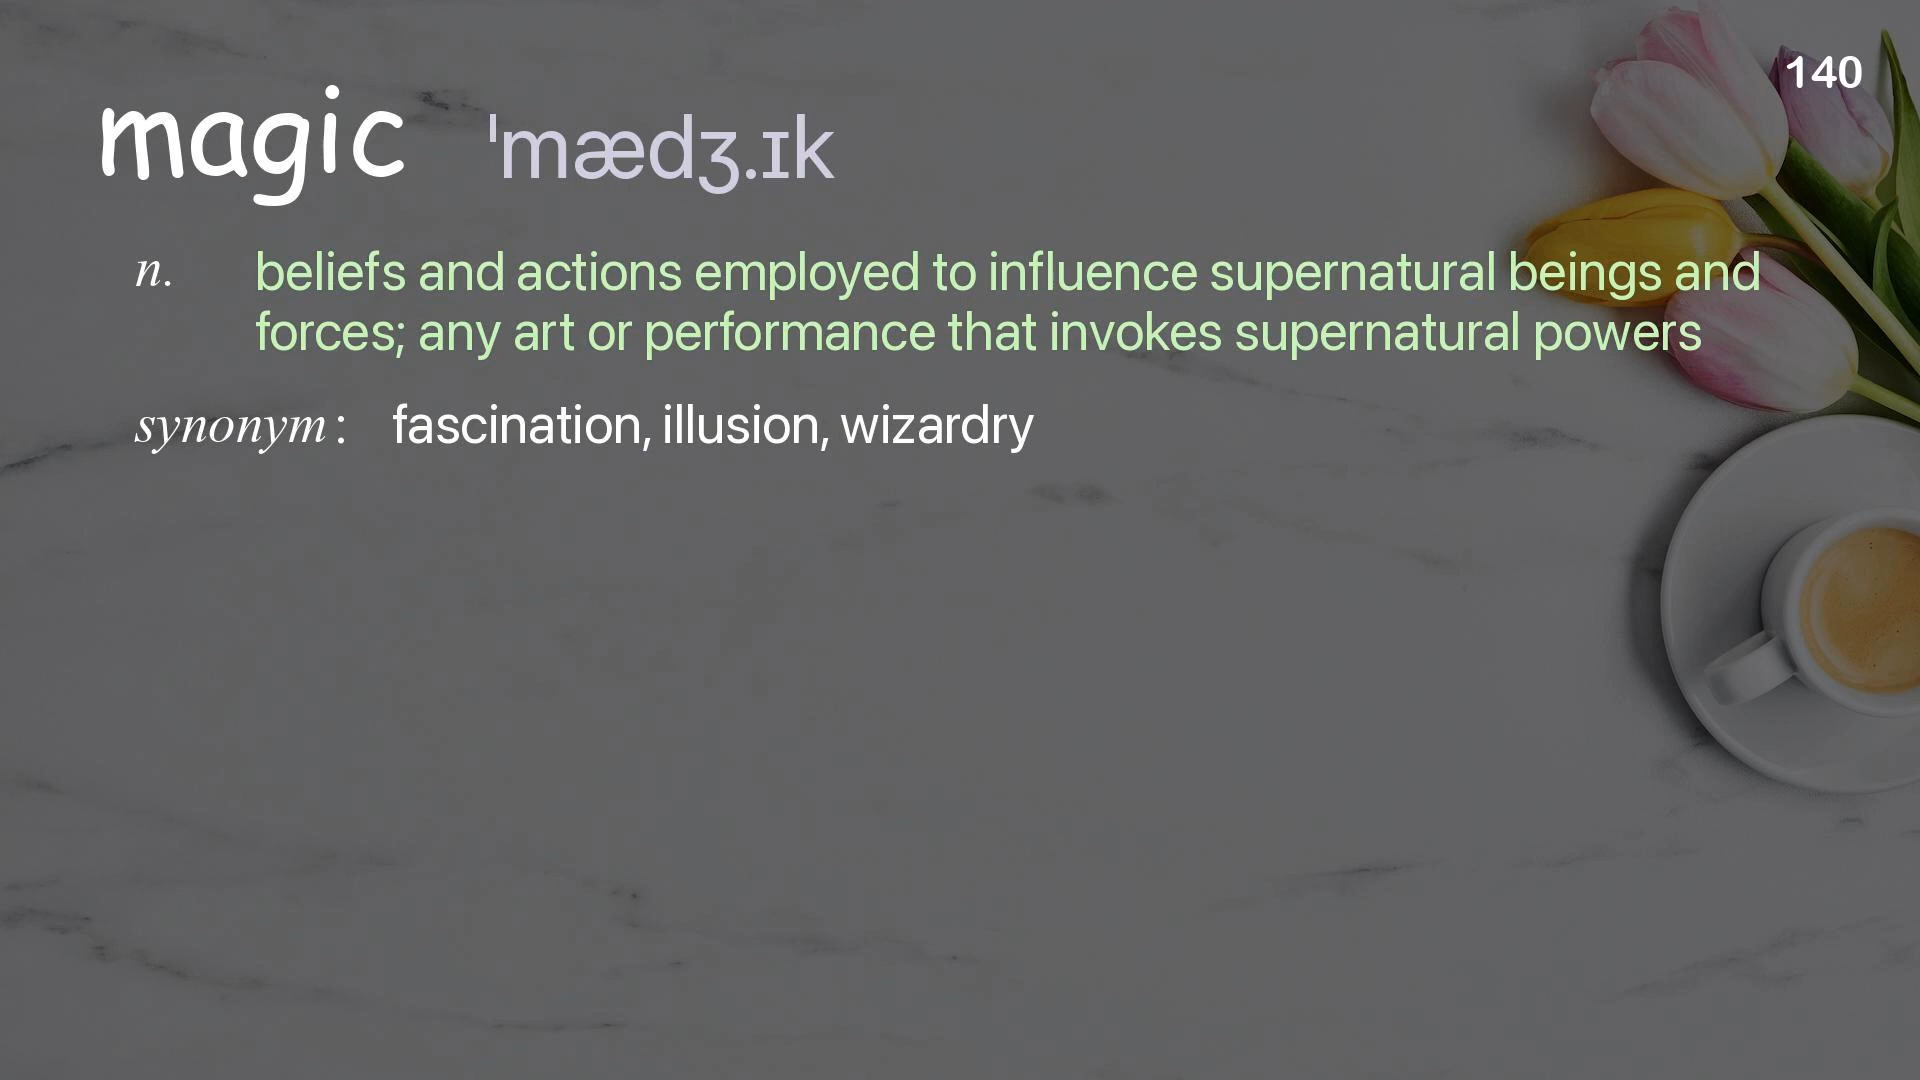 140
magic ˈmædʒ.ɪk
n. beliefs and actions employed to influence supernatural beings and
forces; any art or performance that invokes supernatural powers
synonym : fascination, illusion, wizardry